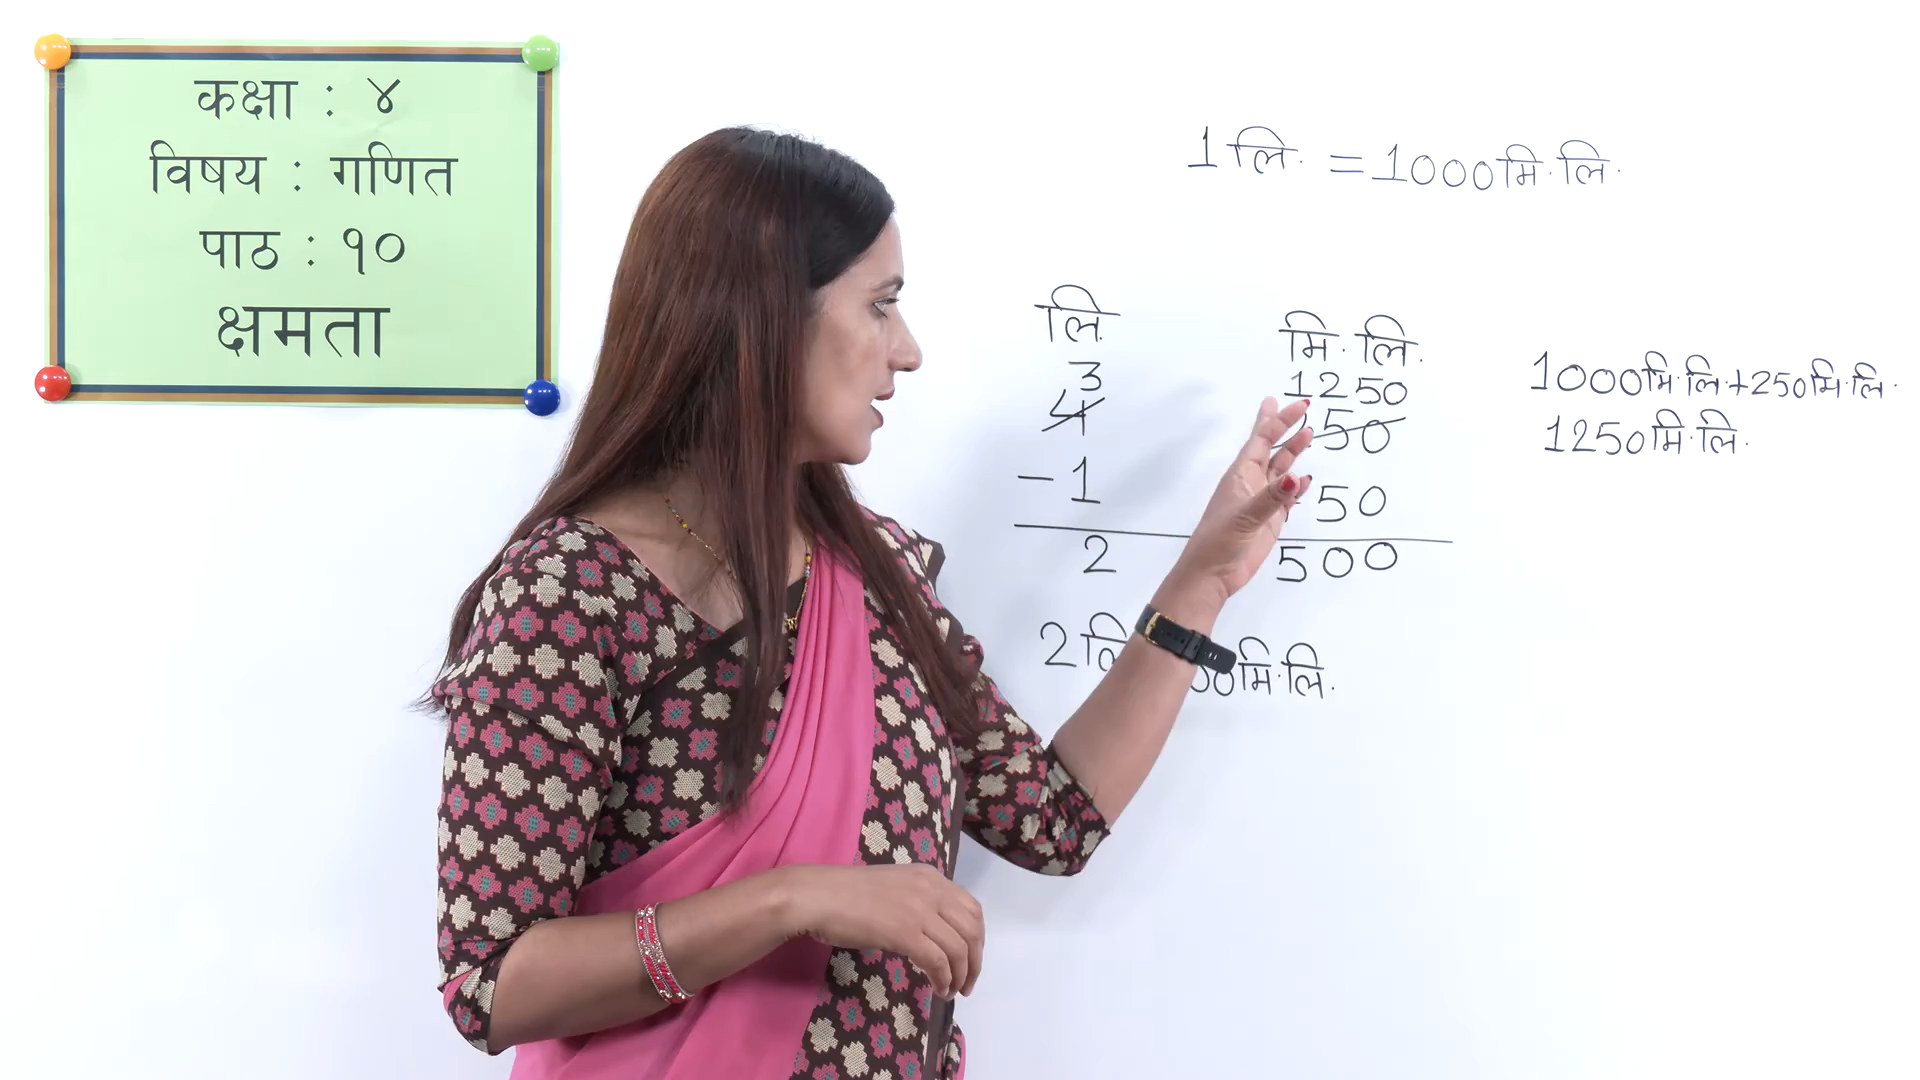 कक्षा : ४
विषय : गणित
पाठ : १०
क्षमता
1 लि. = 1000 मि.लि.
लि. मि.लि.
3 1250
4 50
- 1 50
2 500
2 लि 00 मि.लि.
1000 मि.लि.+250 मि.लि.
1250 मि.लि.